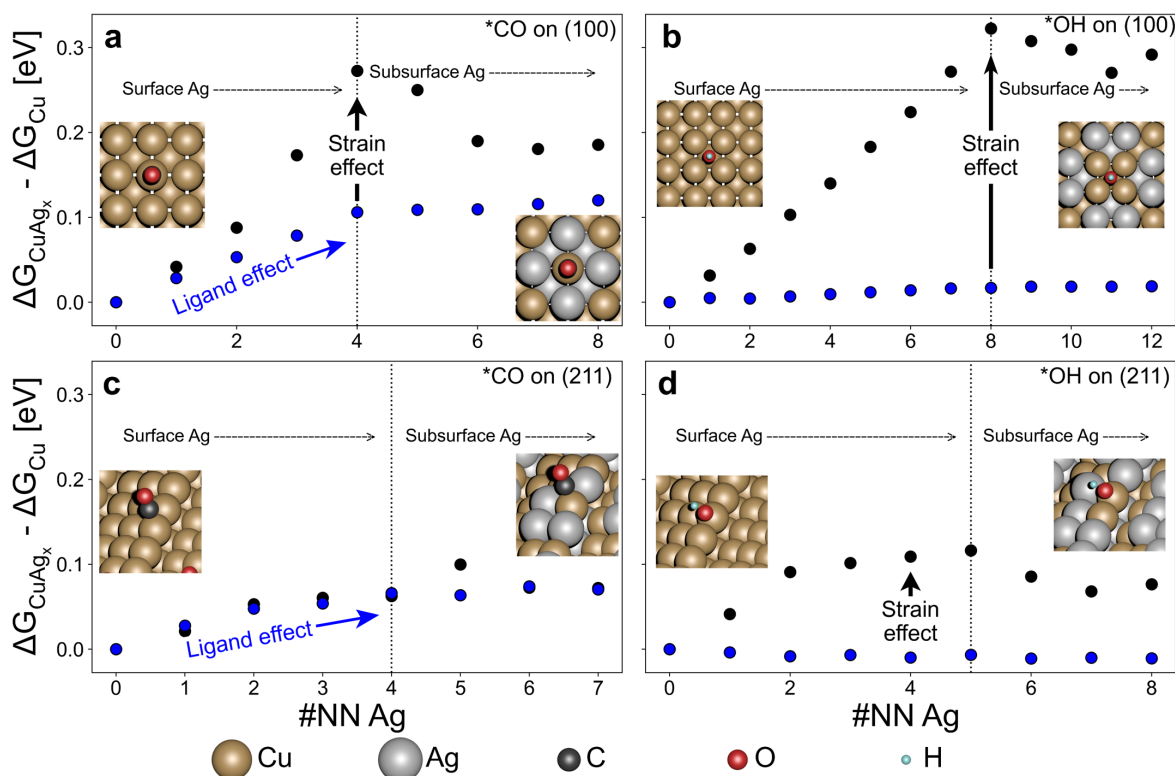 a
*CO on (100)
Surface Ag
Subsurface Ag
Strain
effect
Ligand effect
0.3
0.2
0.1
0.0
0 2 4 6 8
ΔG_CuAgₓ - ΔG_Cu [eV]
b
*OH on (100)
Surface Ag
Subsurface Ag
Strain
effect
0 2 4 6 8 10 12
c
*CO on (211)
Surface Ag
Subsurface Ag
Ligand effect
0.3
0.2
0.1
0.0
0 1 2 3 4 5 6 7
ΔG_CuAgₓ - ΔG_Cu [eV]
#NN Ag
d
*OH on (211)
Surface Ag
Subsurface Ag
Strain
effect
0 2 4 6 8
#NN Ag
Cu Ag C O H